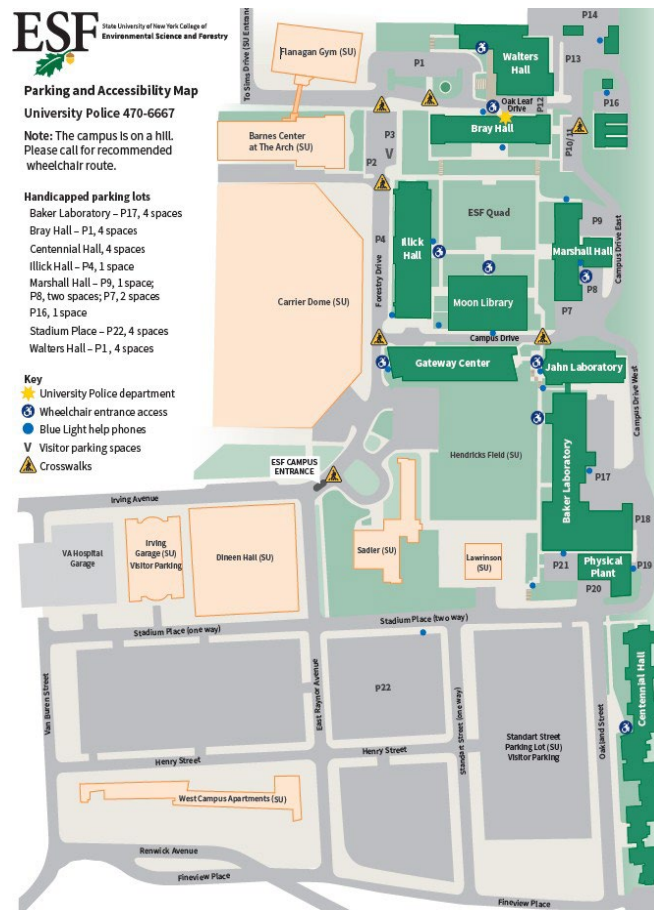 ESF
State University of New York College of
Environmental Science and Forestry
Parking and Accessibility Map
University Police 470-6667
Note: The campus is on a hill.
Please call for recommended
wheelchair route.
Handicapped parking lots
Baker Laboratory – P17, 4 spaces
Bray Hall – P1, 4 spaces
Centennial Hall, 4 spaces
Illick Hall – P4, 1 space
Marshall Hall – P9, 1 space;
P8, two spaces; P7, 2 spaces
P16, 1 space
Stadium Place – P22, 4 spaces
Walters Hall – P1, 4 spaces
Key
University Police department
Wheelchair entrance access
Blue Light help phones
V Visitor parking spaces
Crosswalks
To Sims Drive (SU Entrance)
Flanagan Gym (SU)
P1
Walters
Hall
P14
P13
P16
Oak Leaf
Drive
P12
Barnes Center
at The Arch (SU)
P3
V
P2
Bray Hall
P10/11
ESF Quad
P4
Illick
Hall
Forestry Drive
Carrier Dome (SU)
Moon Library
P9
Marshall Hall
P8
P7
Campus Drive East
Campus Drive
Gateway Center
Jahn Laboratory
Campus Drive West
ESF CAMPUS
ENTRANCE
Hendricks Field (SU)
Baker Laboratory
P17
P18
Irving Avenue
VA Hospital
Garage
Irving
Garage (SU)
Visitor Parking
Dineen Hall (SU)
Sadler (SU)
Lawrinson
(SU)
P21
Physical
Plant
P19
P20
Stadium Place (one way)
Stadium Place (two way)
Van Buren Street
East Raynor Avenue
P22
Standart Street (one way)
Standart Street
Parking Lot (SU)
Visitor Parking
Oakland Street
Centennial Hall
Henry Street
Henry Street
West Campus Apartments (SU)
Renwick Avenue
Fineview Place
Fineview Place